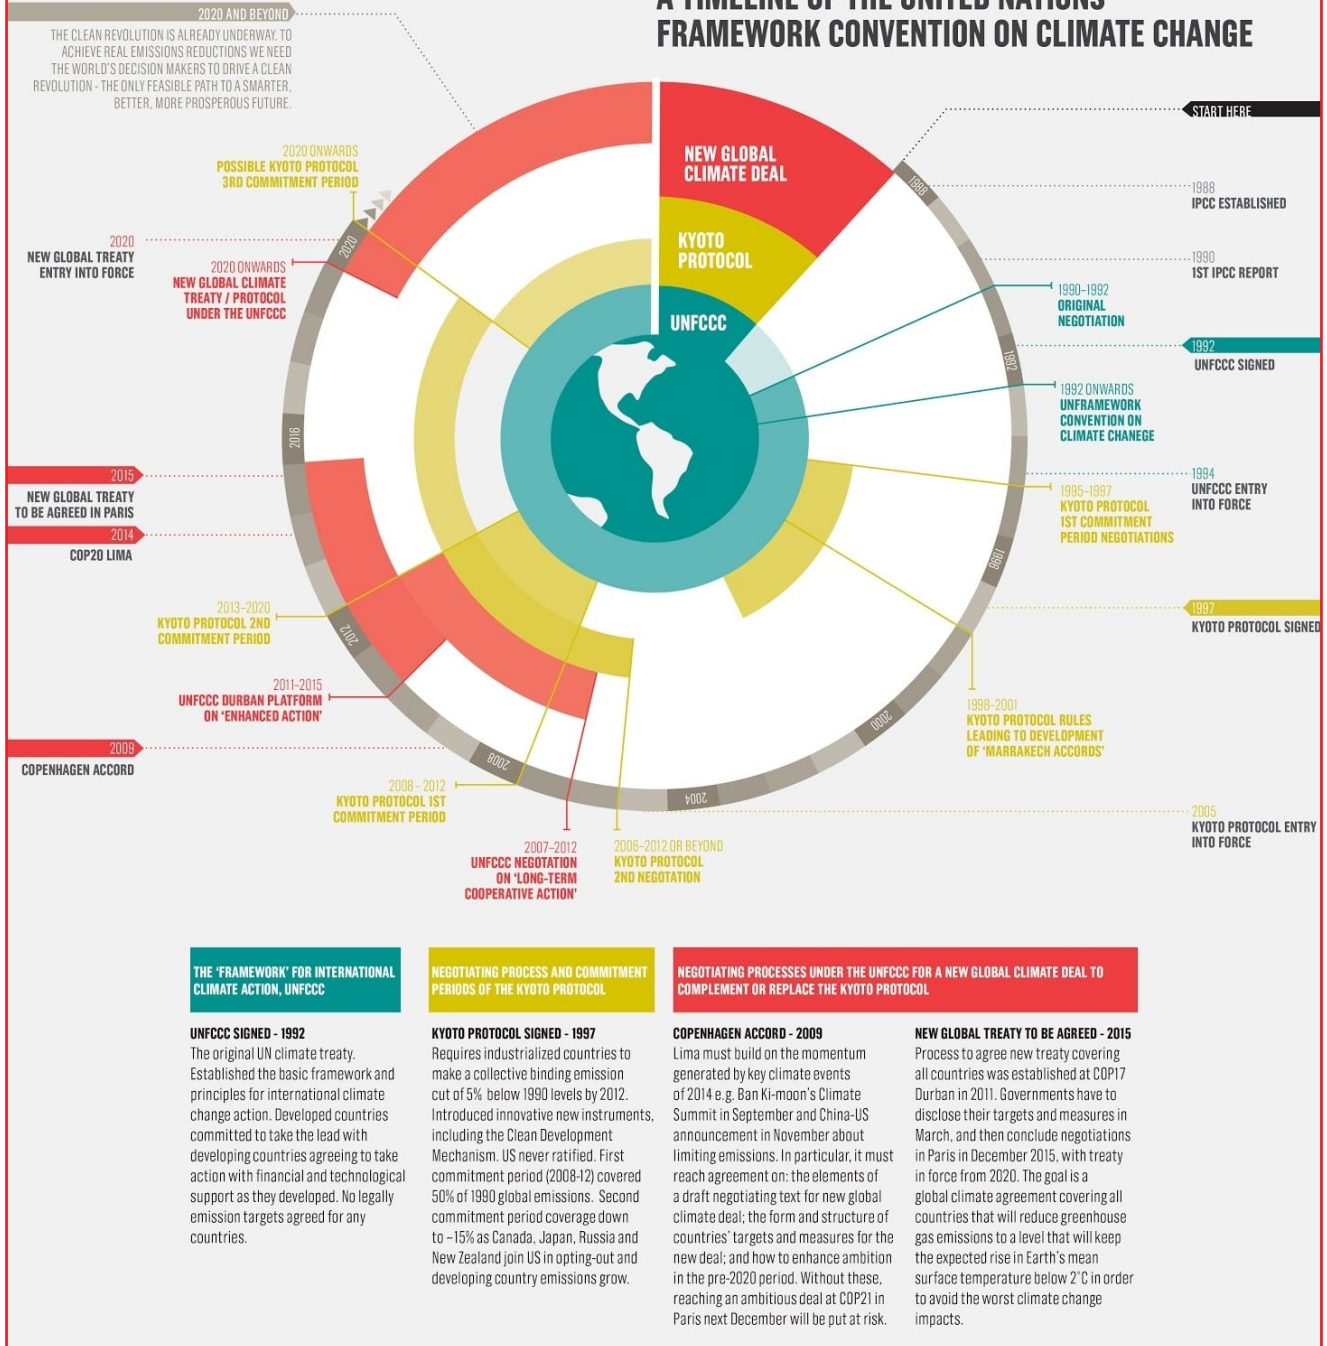 A TIMELINE OF THE UNITED NATIONS
FRAMEWORK CONVENTION ON CLIMATE CHANGE
2020 AND BEYOND
THE CLEAN REVOLUTION IS ALREADY UNDERWAY. TO
ACHIEVE REAL EMISSIONS REDUCTIONS WE NEED
THE WORLD'S DECISION MAKERS TO DRIVE A CLEAN
REVOLUTION - THE ONLY FEASIBLE PATH TO A SMARTER,
BETTER, MORE PROSPEROUS FUTURE.
START HERE
1988
IPCC ESTABLISHED
1990
1ST IPCC REPORT
1990–1992
ORIGINAL
NEGOTIATION
1992
UNFCCC SIGNED
1992 ONWARDS
UNFRAMEWORK
CONVENTION ON
CLIMATE CHANEGE
1994
UNFCCC ENTRY
INTO FORCE
1995–1997
KYOTO PROTOCOL
1ST COMMITMENT
PERIOD NEGOTIATIONS
1997
KYOTO PROTOCOL SIGNED
1998–2001
KYOTO PROTOCOL RULES
LEADING TO DEVELOPMENT
OF 'MARRAKECH ACCORDS'
2005
KYOTO PROTOCOL ENTRY
INTO FORCE
2006–2012 OR BEYOND
KYOTO PROTOCOL
2ND NEGOTATION
2007–2012
UNFCCC NEGOTATION
ON 'LONG-TERM
COOPERATIVE ACTION'
2008 – 2012
KYOTO PROTOCOL 1ST
COMMITMENT PERIOD
2009
COPENHAGEN ACCORD
2011–2015
UNFCCC DURBAN PLATFORM
ON 'ENHANCED ACTION'
2013–2020
KYOTO PROTOCOL 2ND
COMMITMENT PERIOD
2014
COP20 LIMA
2015
NEW GLOBAL TREATY
TO BE AGREED IN PARIS
2020
NEW GLOBAL TREATY
ENTRY INTO FORCE
2020 ONWARDS
NEW GLOBAL CLIMATE
TREATY / PROTOCOL
UNDER THE UNFCCC
2020 ONWARDS
POSSIBLE KYOTO PROTOCOL
3RD COMMITMENT PERIOD
NEW GLOBAL
CLIMATE DEAL
KYOTO
PROTOCOL
UNFCCC
1988
1992
1996
2000
2004
2008
2012
2016
2020
THE 'FRAMEWORK' FOR INTERNATIONAL
CLIMATE ACTION, UNFCCC
UNFCCC SIGNED - 1992
The original UN climate treaty.
Established the basic framework and
principles for international climate
change action. Developed countries
committed to take the lead with
developing countries agreeing to take
action with financial and technological
support as they developed. No legally
emission targets agreed for any
countries.
NEGOTIATING PROCESS AND COMMITMENT
PERIODS OF THE KYOTO PROTOCOL
KYOTO PROTOCOL SIGNED - 1997
Requires industrialized countries to
make a collective binding emission
cut of 5% below 1990 levels by 2012.
Introduced innovative new instruments,
including the Clean Development
Mechanism. US never ratified. First
commitment period (2008-12) covered
50% of 1990 global emissions. Second
commitment period coverage down
to ~15% as Canada, Japan, Russia and
New Zealand join US in opting-out and
developing country emissions grow.
NEGOTIATING PROCESSES UNDER THE UNFCCC FOR A NEW GLOBAL CLIMATE DEAL TO
COMPLEMENT OR REPLACE THE KYOTO PROTOCOL
COPENHAGEN ACCORD - 2009
Lima must build on the momentum
generated by key climate events
of 2014 e.g. Ban Ki-moon's Climate
Summit in September and China-US
announcement in November about
limiting emissions. In particular, it must
reach agreement on: the elements of
a draft negotiating text for new global
climate deal; the form and structure of
countries' targets and measures for the
new deal; and how to enhance ambition
in the pre-2020 period. Without these,
reaching an ambitious deal at COP21 in
Paris next December will be put at risk.
NEW GLOBAL TREATY TO BE AGREED - 2015
Process to agree new treaty covering
all countries was established at COP17
Durban in 2011. Governments have to
disclose their targets and measures in
March, and then conclude negotiations
in Paris in December 2015, with treaty
in force from 2020. The goal is a
global climate agreement covering all
countries that will reduce greenhouse
gas emissions to a level that will keep
the expected rise in Earth's mean
surface temperature below 2°C in order
to avoid the worst climate change
impacts.